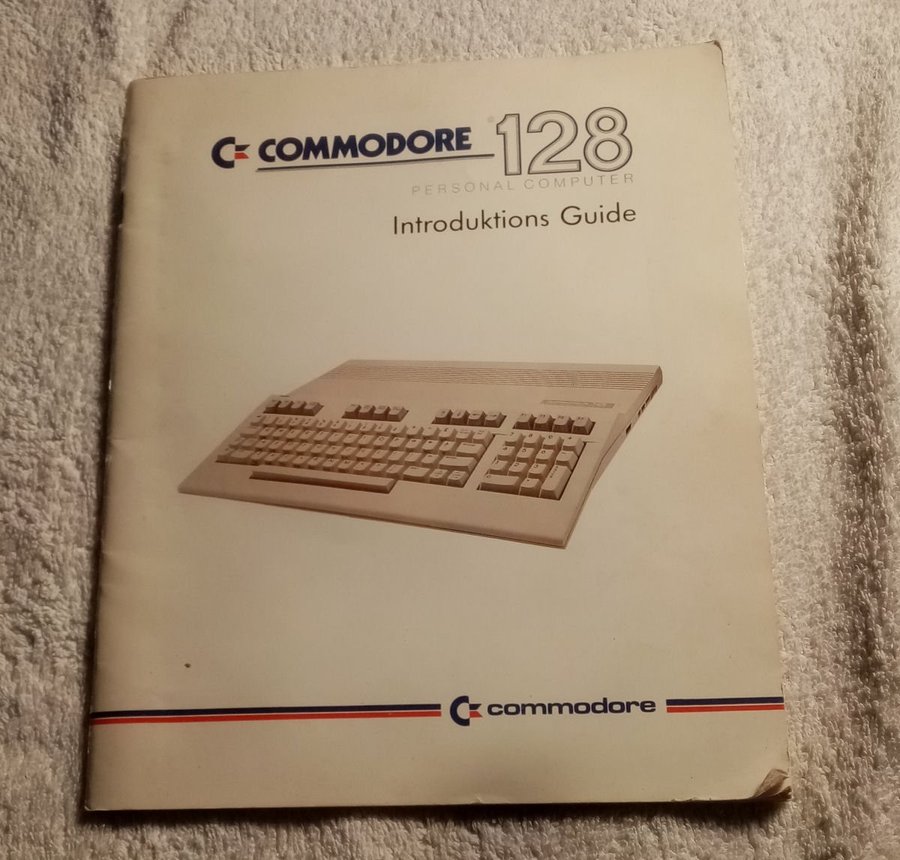 COMMODORE 128
PERSONAL COMPUTER
Introduktions Guide
commodore